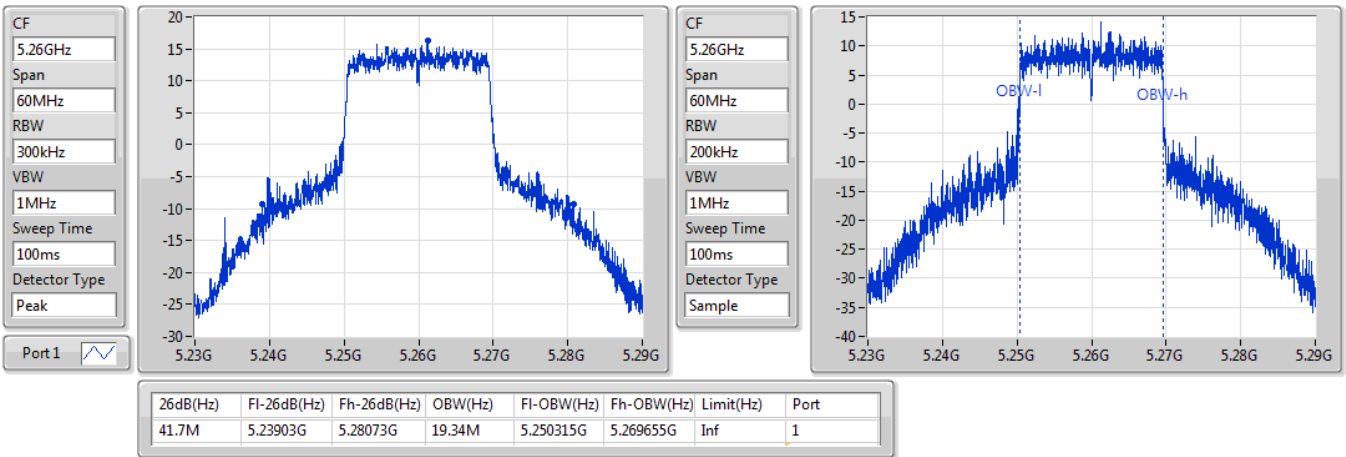 CF
5.26GHz
Span
60MHz
RBW
300kHz
VBW
1MHz
Sweep Time
100ms
Detector Type
Peak
Port 1
20
15
10
5
0
-5
-10
-15
-20
-25
-30
5.23G 5.24G 5.25G 5.26G 5.27G 5.28G 5.29G
CF
5.26GHz
Span
60MHz
RBW
200kHz
VBW
1MHz
Sweep Time
100ms
Detector Type
Sample
15
10
5
0
-5
-10
-15
-20
-25
-30
-35
-40
OBW-l OBW-h
5.23G 5.24G 5.25G 5.26G 5.27G 5.28G 5.29G
26dB(Hz) Fl-26dB(Hz) Fh-26dB(Hz) OBW(Hz) Fl-OBW(Hz) Fh-OBW(Hz) Limit(Hz) Port
41.7M 5.23903G 5.28073G 19.34M 5.250315G 5.269655G Inf 1